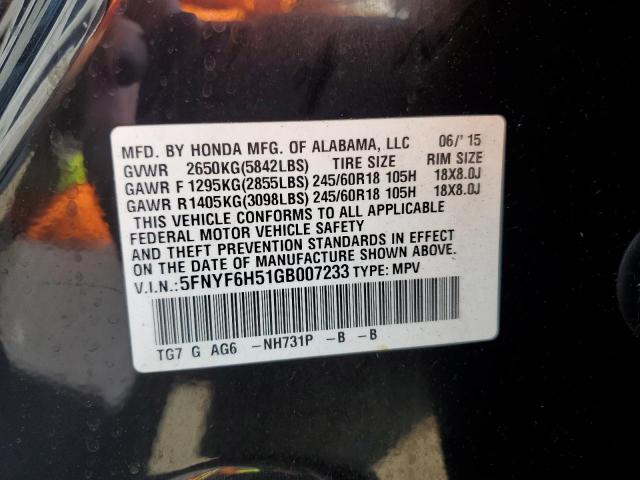 MFD. BY HONDA MFG. OF ALABAMA, LLC 06/'15
GVWR 2650KG(5842LBS) TIRE SIZE RIM SIZE
GAWR F 1295KG(2855LBS) 245/60R18 105H 18X8.0J
GAWR R 1405KG(3098LBS) 245/60R18 105H 18X8.0J
THIS VEHICLE CONFORMS TO ALL APPLICABLE
FEDERAL MOTOR VEHICLE SAFETY
AND THEFT PREVENTION STANDARDS IN EFFECT
ON THE DATE OF MANUFACTURE SHOWN ABOVE.
V.I.N.: 5FNYF6H51GB007233 TYPE: MPV
TG7 G AG6 -NH731P -B -B